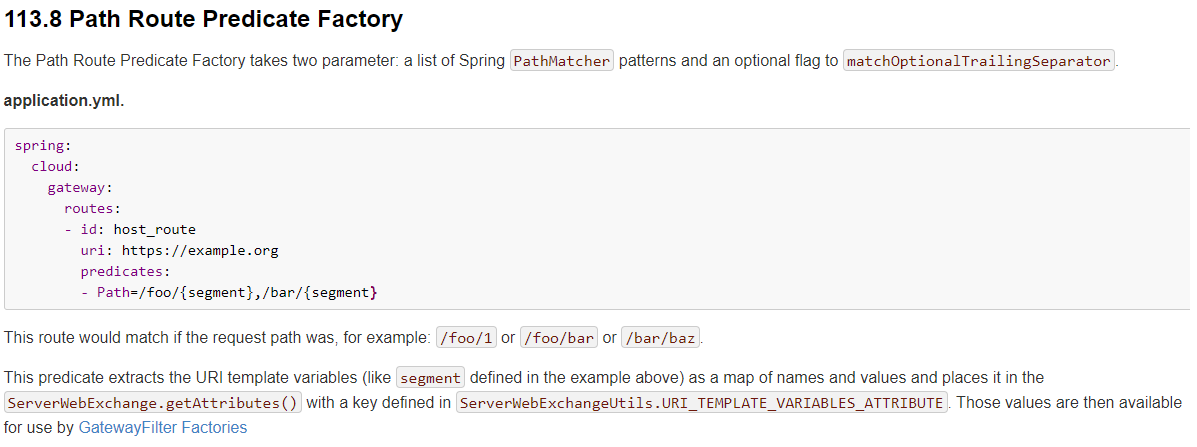 113.8 Path Route Predicate Factory
The Path Route Predicate Factory takes two parameter: a list of Spring PathMatcher patterns and an optional flag to matchOptionalTrailingSeparator.
application.yml.
spring:
  cloud:
    gateway:
      routes:
      - id: host_route
        uri: https://example.org
        predicates:
        - Path=/foo/{segment},/bar/{segment}
This route would match if the request path was, for example: /foo/1 or /foo/bar or /bar/baz.
This predicate extracts the URI template variables (like segment defined in the example above) as a map of names and values and places it in the
ServerWebExchange.getAttributes() with a key defined in ServerWebExchangeUtils.URI_TEMPLATE_VARIABLES_ATTRIBUTE. Those values are then available
for use by GatewayFilter Factories